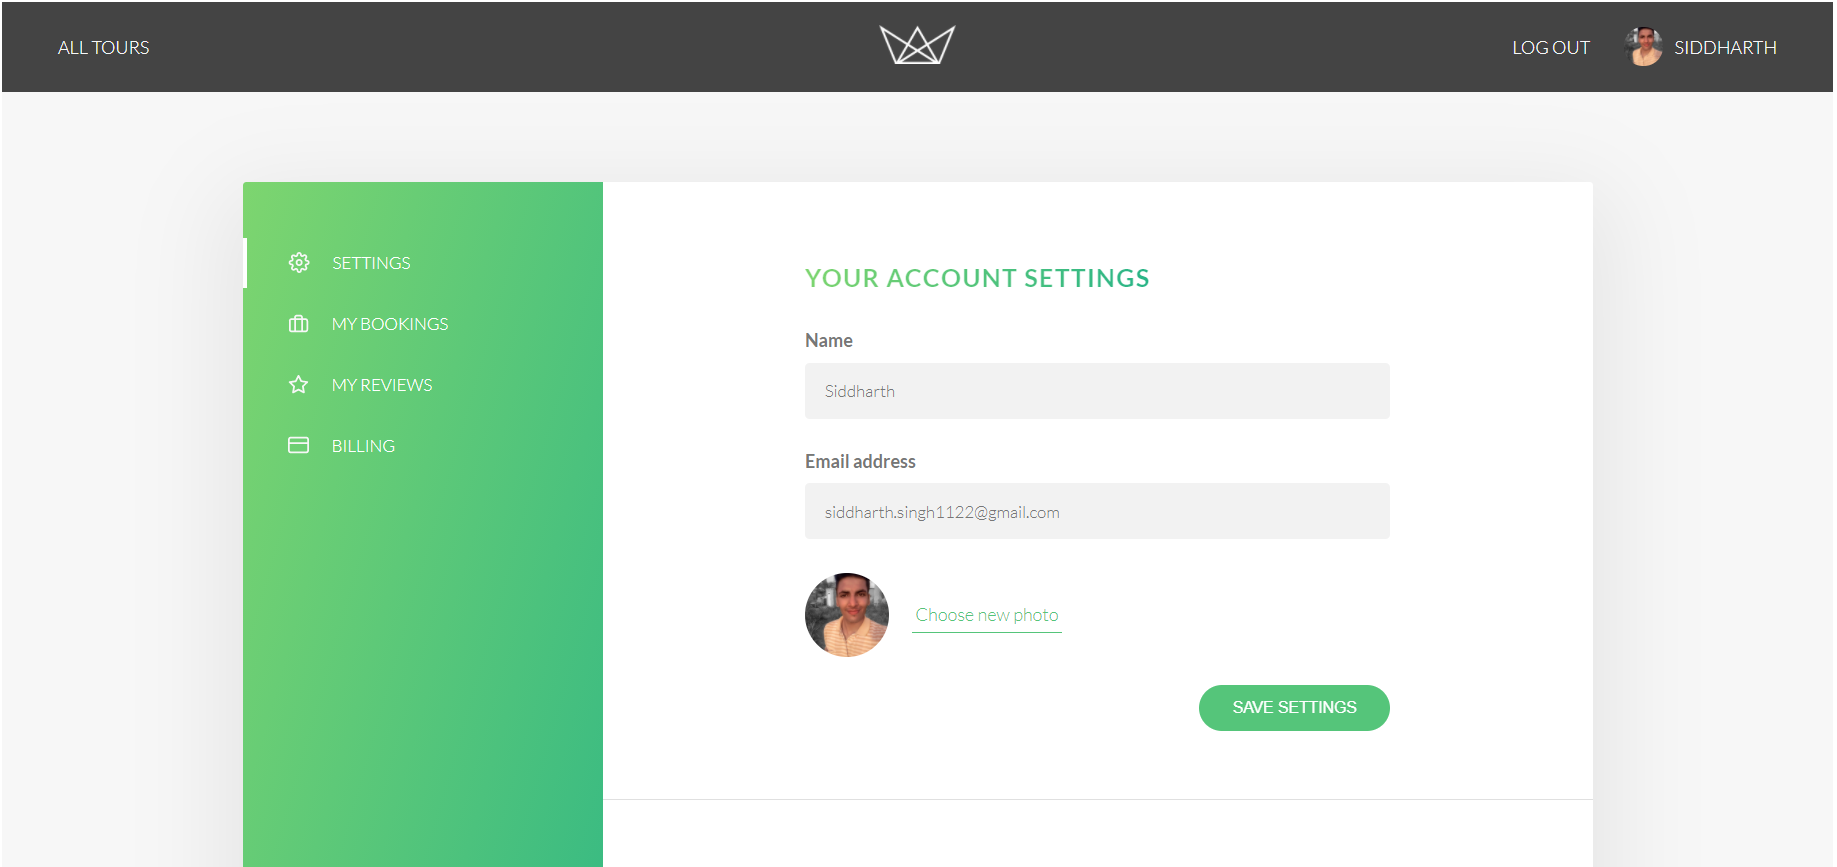 ALL TOURS
LOG OUT
SIDDHARTH
SETTINGS
MY BOOKINGS
MY REVIEWS
BILLING
YOUR ACCOUNT SETTINGS
Name
Siddharth
Email address
siddharth.singh1122@gmail.com
Choose new photo
SAVE SETTINGS